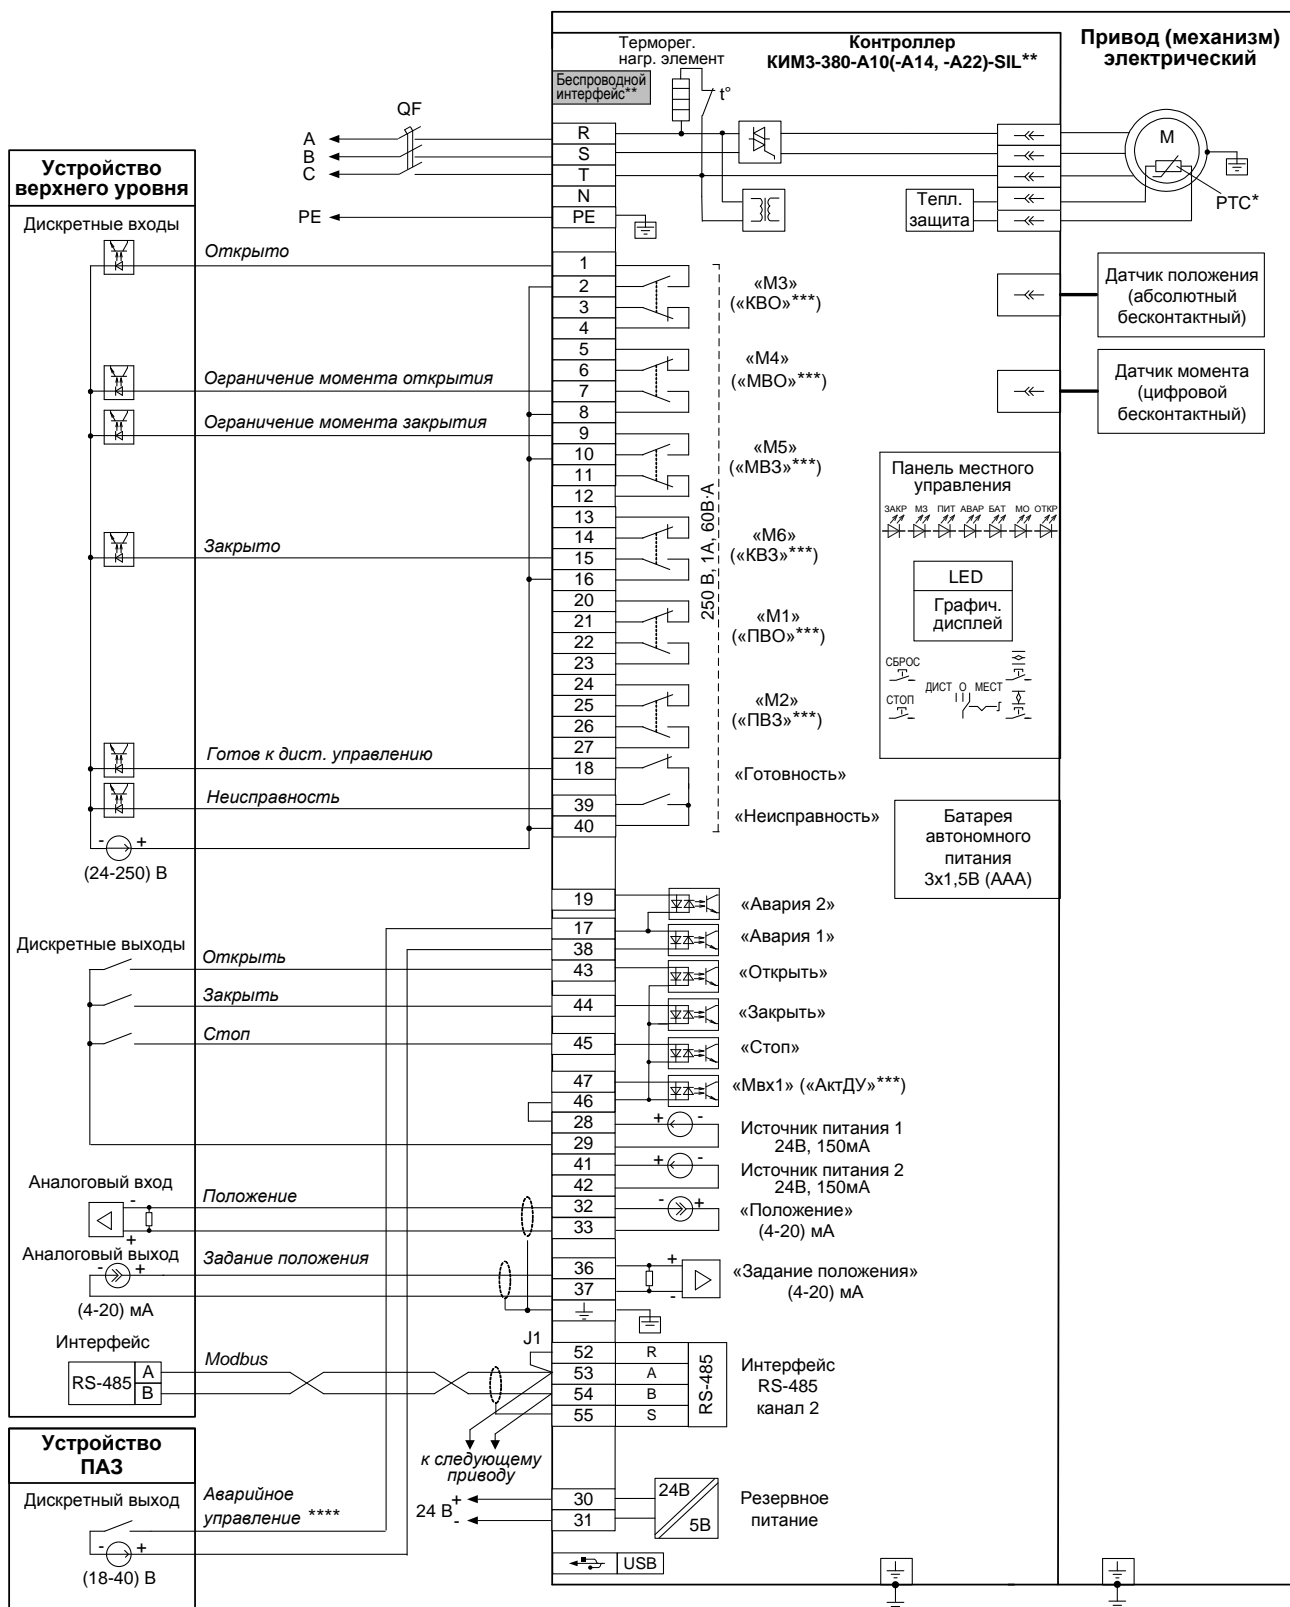 Терморег.
нагр. элемент
Контроллер
КИМ3-380-А10(-А14, -А22)-SIL**
Привод (механизм)
электрический
Беспроводной
интерфейс**
t°
QF
A
B
C
PE
R
S
T
N
PE
M
PTC*
Тепл.
защита
Устройство
верхнего уровня
Дискретные входы
Открыто
1
2
3
4
«М3»
(«КВО»***)
Датчик положения
(абсолютный
бесконтактный)
5
6
7
8
Ограничение момента открытия
«М4»
(«МВО»***)
Датчик момента
(цифровой
бесконтактный)
Ограничение момента закрытия
9
10
11
12
«М5»
(«МВЗ»***)
250 В, 1А, 60В·А
Панель местного
управления
ЗАКР МЗ ПИТ АВАР БАТ МО ОТКР
LED
Графич.
дисплей
СБРОС
СТОП
ДИСТ О МЕСТ
Закрыто
13
14
15
16
«М6»
(«КВЗ»***)
20
21
22
23
«М1»
(«ПВО»***)
24
25
26
27
«М2»
(«ПВЗ»***)
Готов к дист. управлению
18
«Готовность»
Неисправность
39
40
«Неисправность»
- +
(24-250) В
Батарея
автономного
питания
3х1,5В (ААА)
19
«Авария 2»
17
38
«Авария 1»
Дискретные выходы
Открыть
43
«Открыть»
Закрыть
44
«Закрыть»
Стоп
45
«Стоп»
47
46
«Мвх1» («АктДУ»***)
28
29
+ -
Источник питания 1
24В, 150мА
41
42
+ -
Источник питания 2
24В, 150мА
Аналоговый вход
-
+
Положение
32
33
- +
«Положение»
(4-20) мА
Аналоговый выход
- +
(4-20) мА
Задание положения
36
37
+
-
«Задание положения»
(4-20) мА
Интерфейс
RS-485
A
B
Modbus
J1
52
53
54
55
R
A
B
S
RS-485
Интерфейс
RS-485
канал 2
к следующему
приводу
Устройство
ПАЗ
Дискретный выход
- +
(18-40) В
Аварийное
управление ****
24 В
+
-
30
31
24В
5В
Резервное
питание
USB